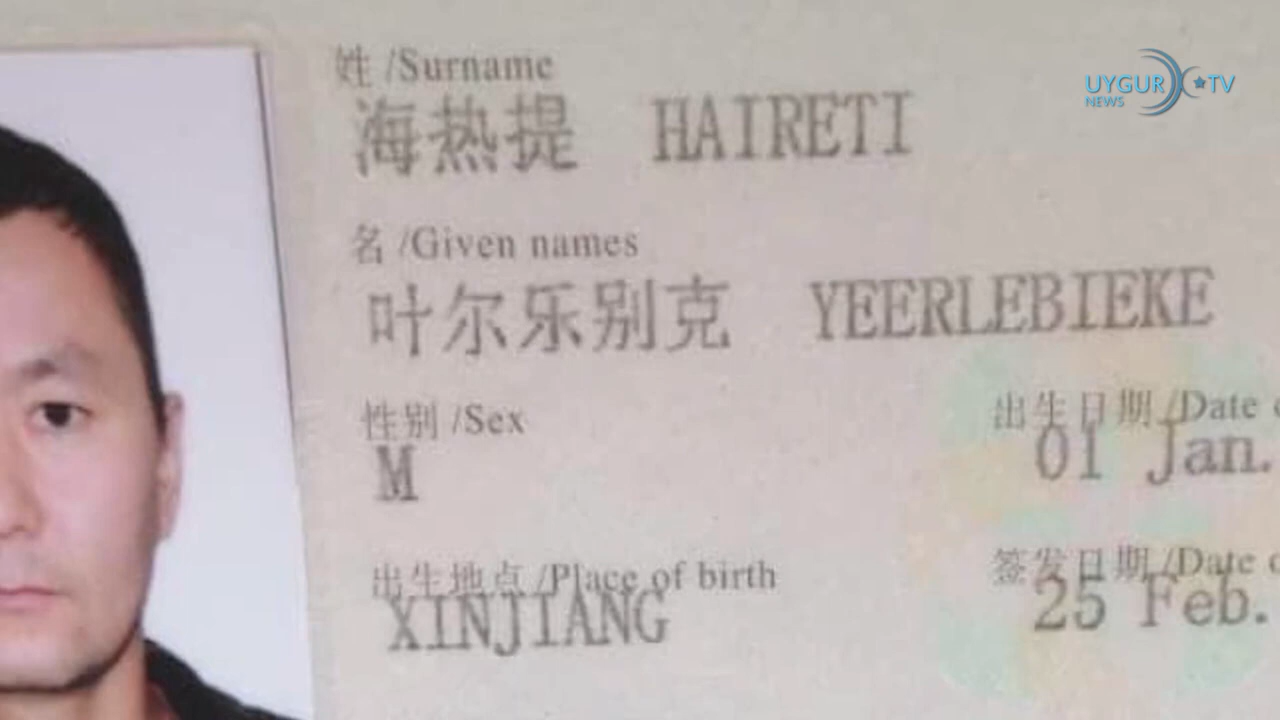 UYGUR TV
NEWS
姓 /Surname
海热提 HAIRETI
名 /Given names
叶尔乐别克 YEERLEBIEKE
性别 /Sex
M
出生日期 /Date
01 Jan.
出生地点 /Place of birth
XINJIANG
签发日期 /Date
25 Feb.